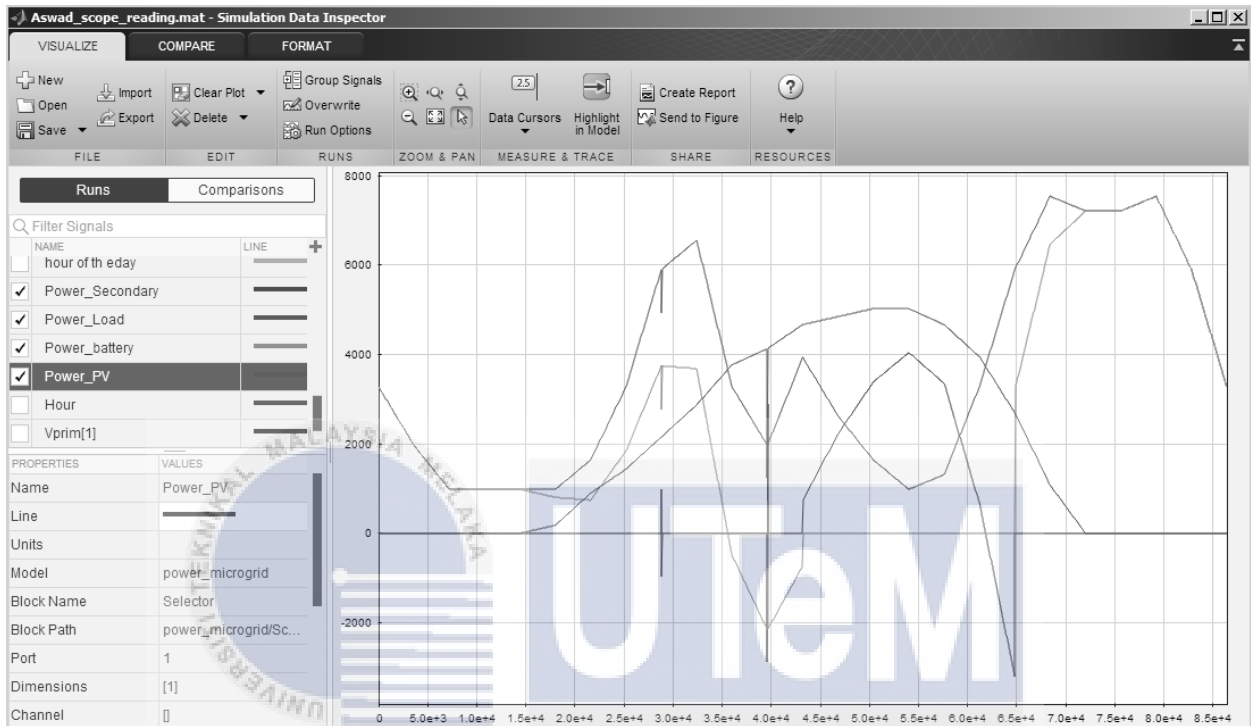 Aswad_scope_reading.mat - Simulation Data Inspector
VISUALIZE COMPARE FORMAT
New
Open
Save
Import
Export
Clear Plot
Delete
Group Signals
Overwrite
Run Options
2.5
Data Cursors
Highlight
in Model
Create Report
Send to Figure
?
Help
FILE EDIT RUNS ZOOM & PAN MEASURE & TRACE SHARE RESOURCES
Runs Comparisons
Filter Signals
NAME LINE
hour of th eday
Power_Secondary
Power_Load
Power_battery
Power_PV
Hour
Vprim[1]
PROPERTIES VALUES
Name Power_PV
Line
Units
Model power_microgrid
Block Name Selector
Block Path power_microgrid/Sc...
Port 1
Dimensions [1]
Channel []
8000
6000
4000
2000
0
-2000
0 5.0e+3 1.0e+4 1.5e+4 2.0e+4 2.5e+4 3.0e+4 3.5e+4 4.0e+4 4.5e+4 5.0e+4 5.5e+4 6.0e+4 6.5e+4 7.0e+4 7.5e+4 8.0e+4 8.5e+4
UNIVERSITI TEKNIKAL MALAYSIA MELAKA
UTeM